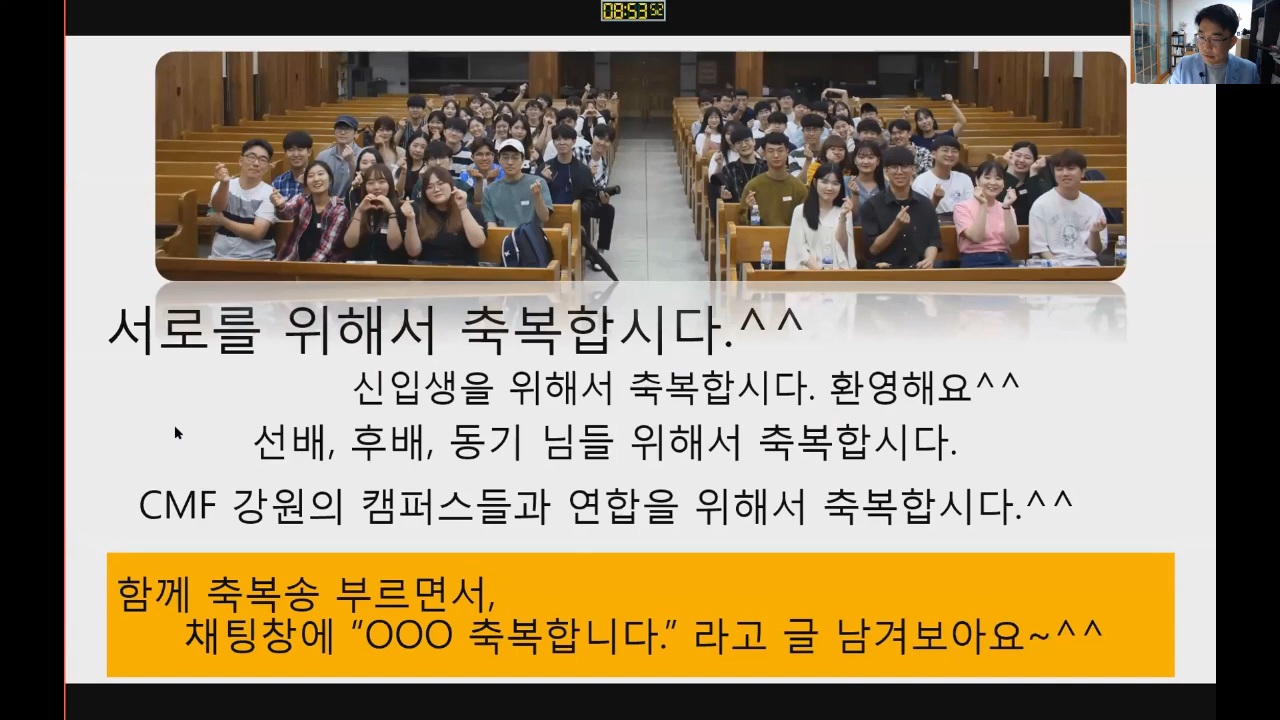 08:53 52
서로를 위해서 축복합시다.^^
신입생을 위해서 축복합시다. 환영해요^^
선배, 후배, 동기 님들 위해서 축복합시다.
CMF 강원의 캠퍼스들과 연합을 위해서 축복합시다.^^
함께 축복송 부르면서,
채팅창에 “OOO 축복합니다.” 라고 글 남겨보아요~^^